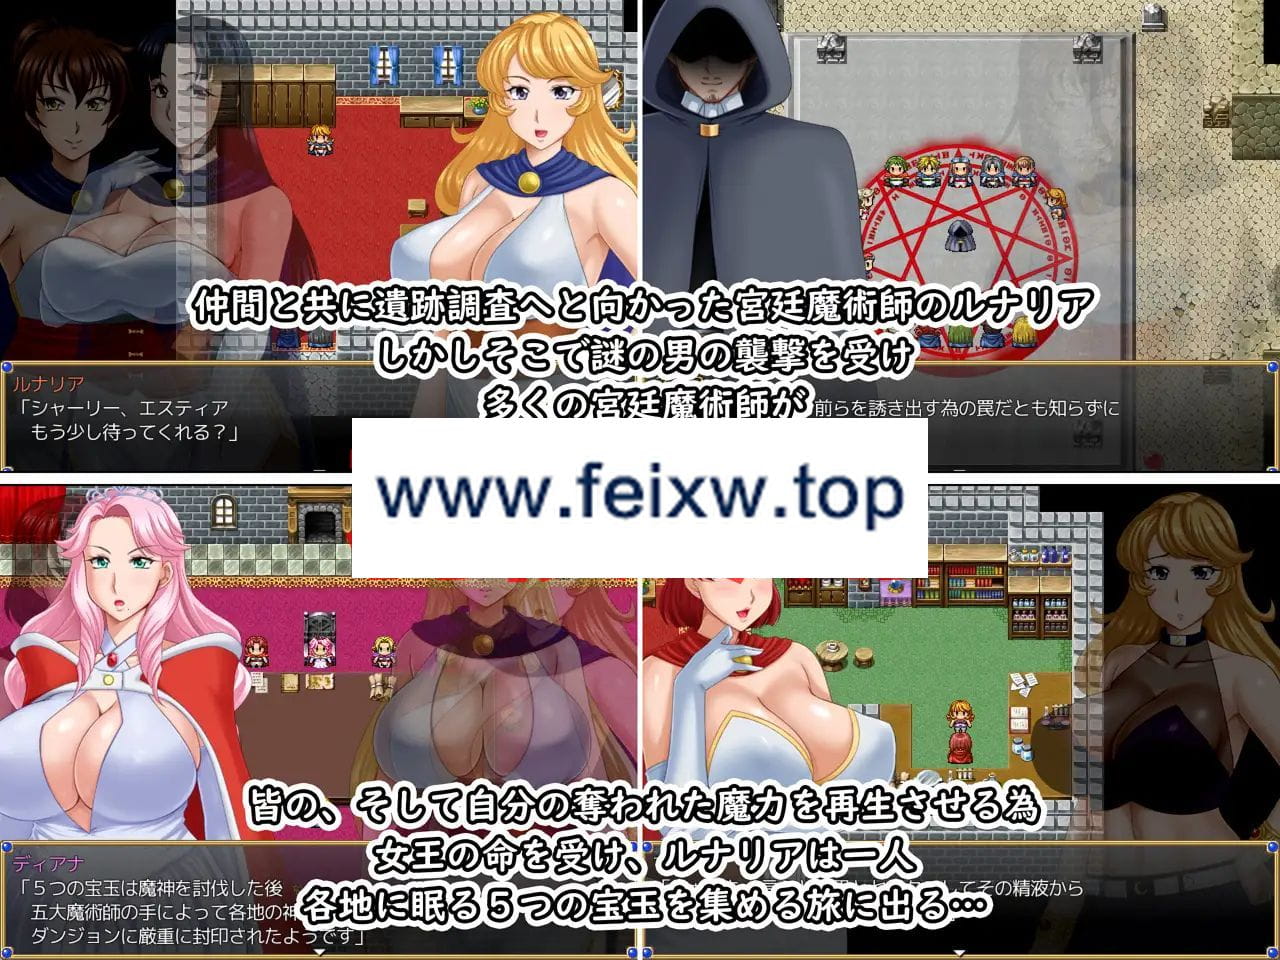 仲間と共に遺跡調査へと向かった宮廷魔術師のルナリア
しかしそこで謎の男の襲撃を受け
多くの宮廷魔術師が
ルナリア
「シャーリー、エスティア
もう少し待ってくれる？」
前らを誘き出す為の罠だとも知らずに
www.feixw.top
皆の、そして自分の奪われた魔力を再生させる為
女王の命を受け、ルナリアは一人
各地に眠る５つの宝玉を集める旅に出る…
ディアナ
「５つの宝玉は魔神を討伐した後
五大魔術師の手によって各地の神
ダンジョンに厳重に封印されたようです」
してその精液から